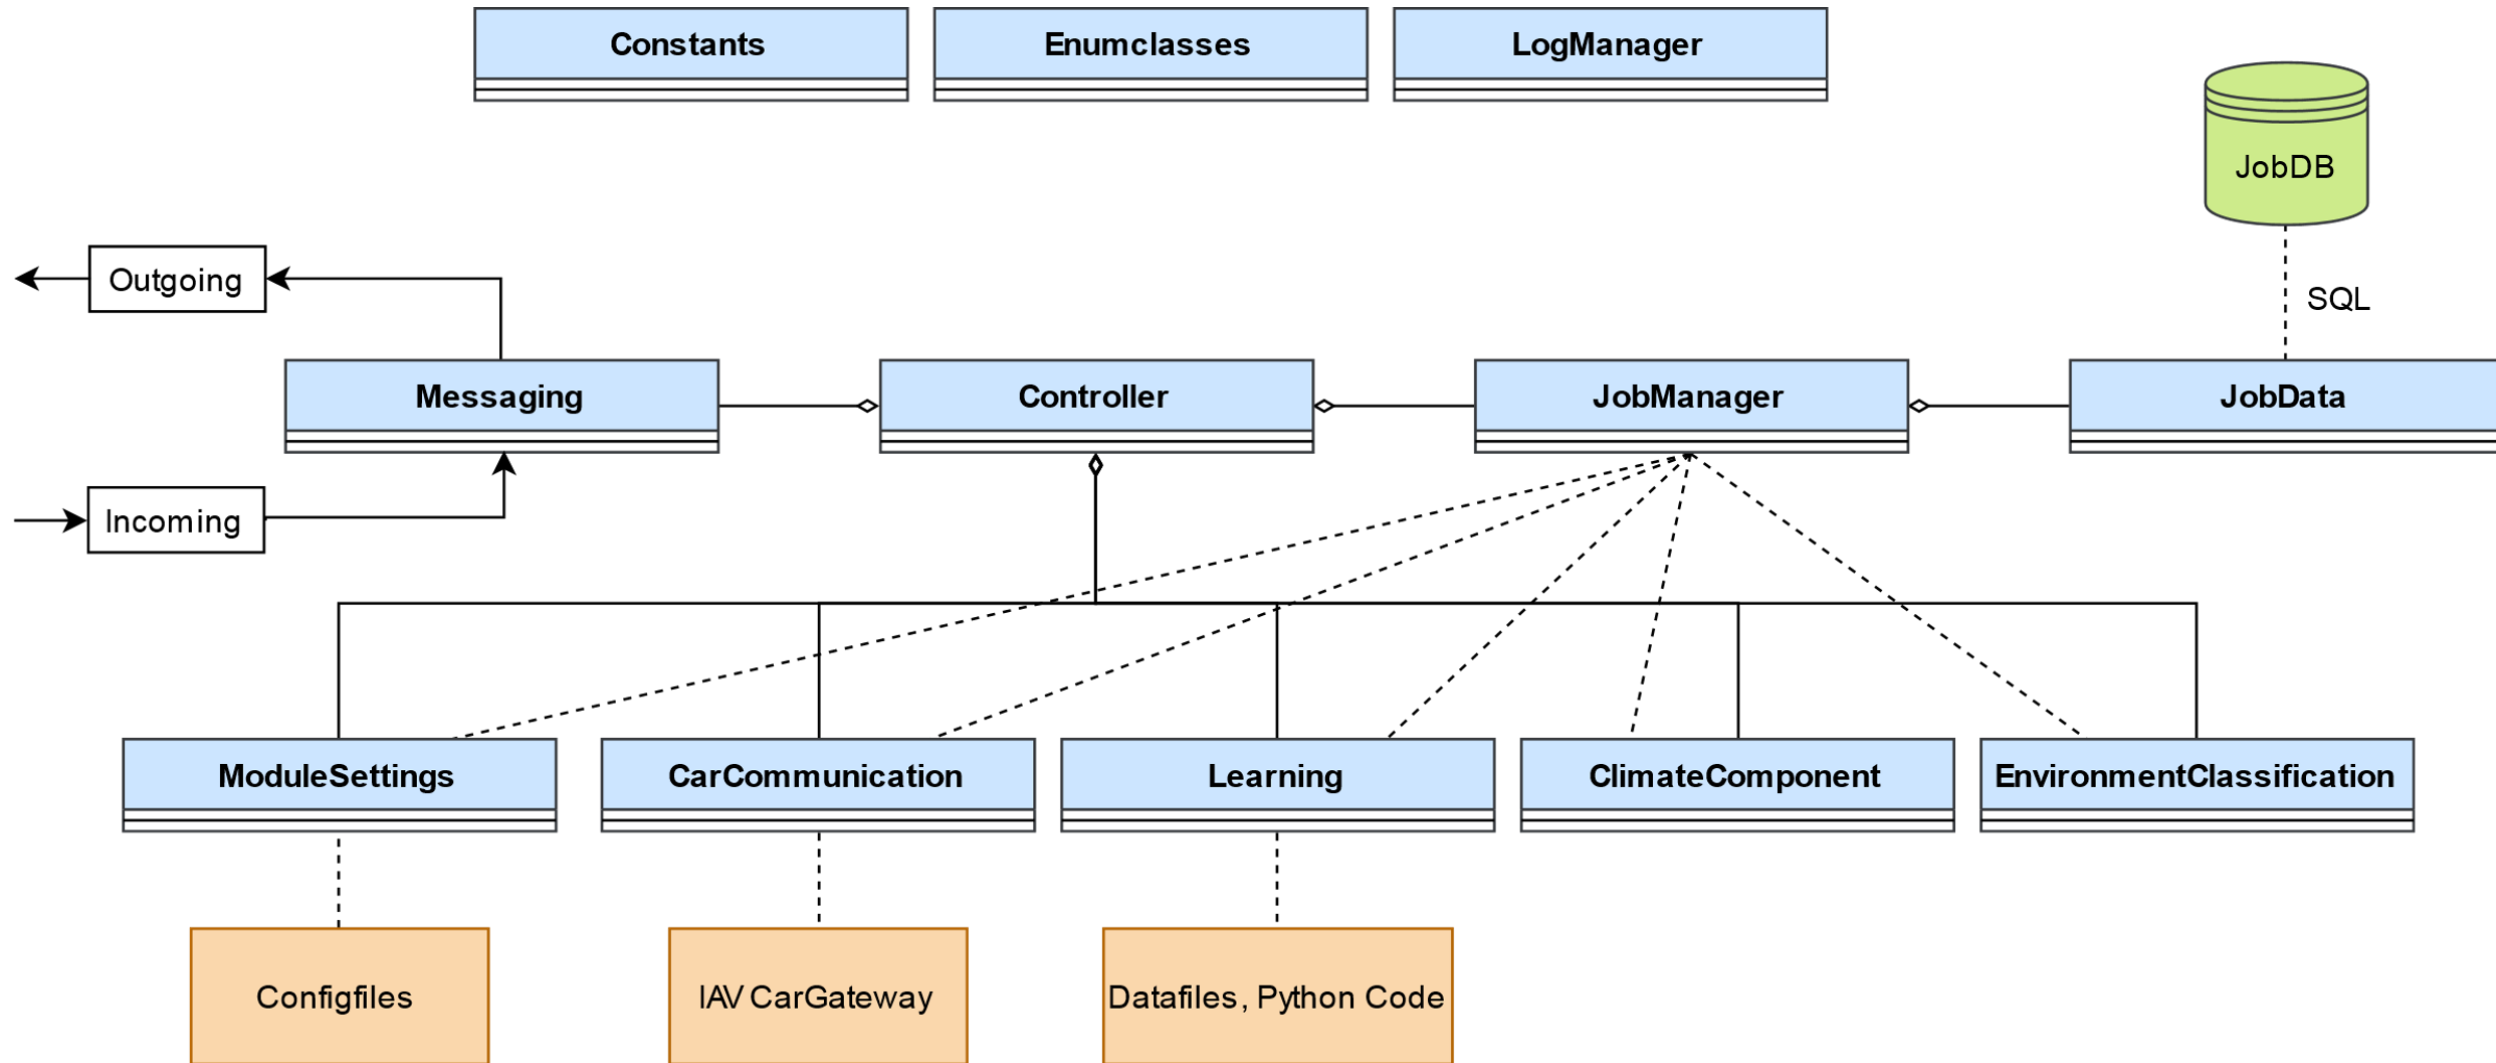 Constants
Enumclasses
LogManager
JobDB
Outgoing
SQL
Messaging
Controller
JobManager
JobData
Incoming
ModuleSettings
CarCommunication
Learning
ClimateComponent
EnvironmentClassification
Configfiles
IAV CarGateway
Datafiles, Python Code